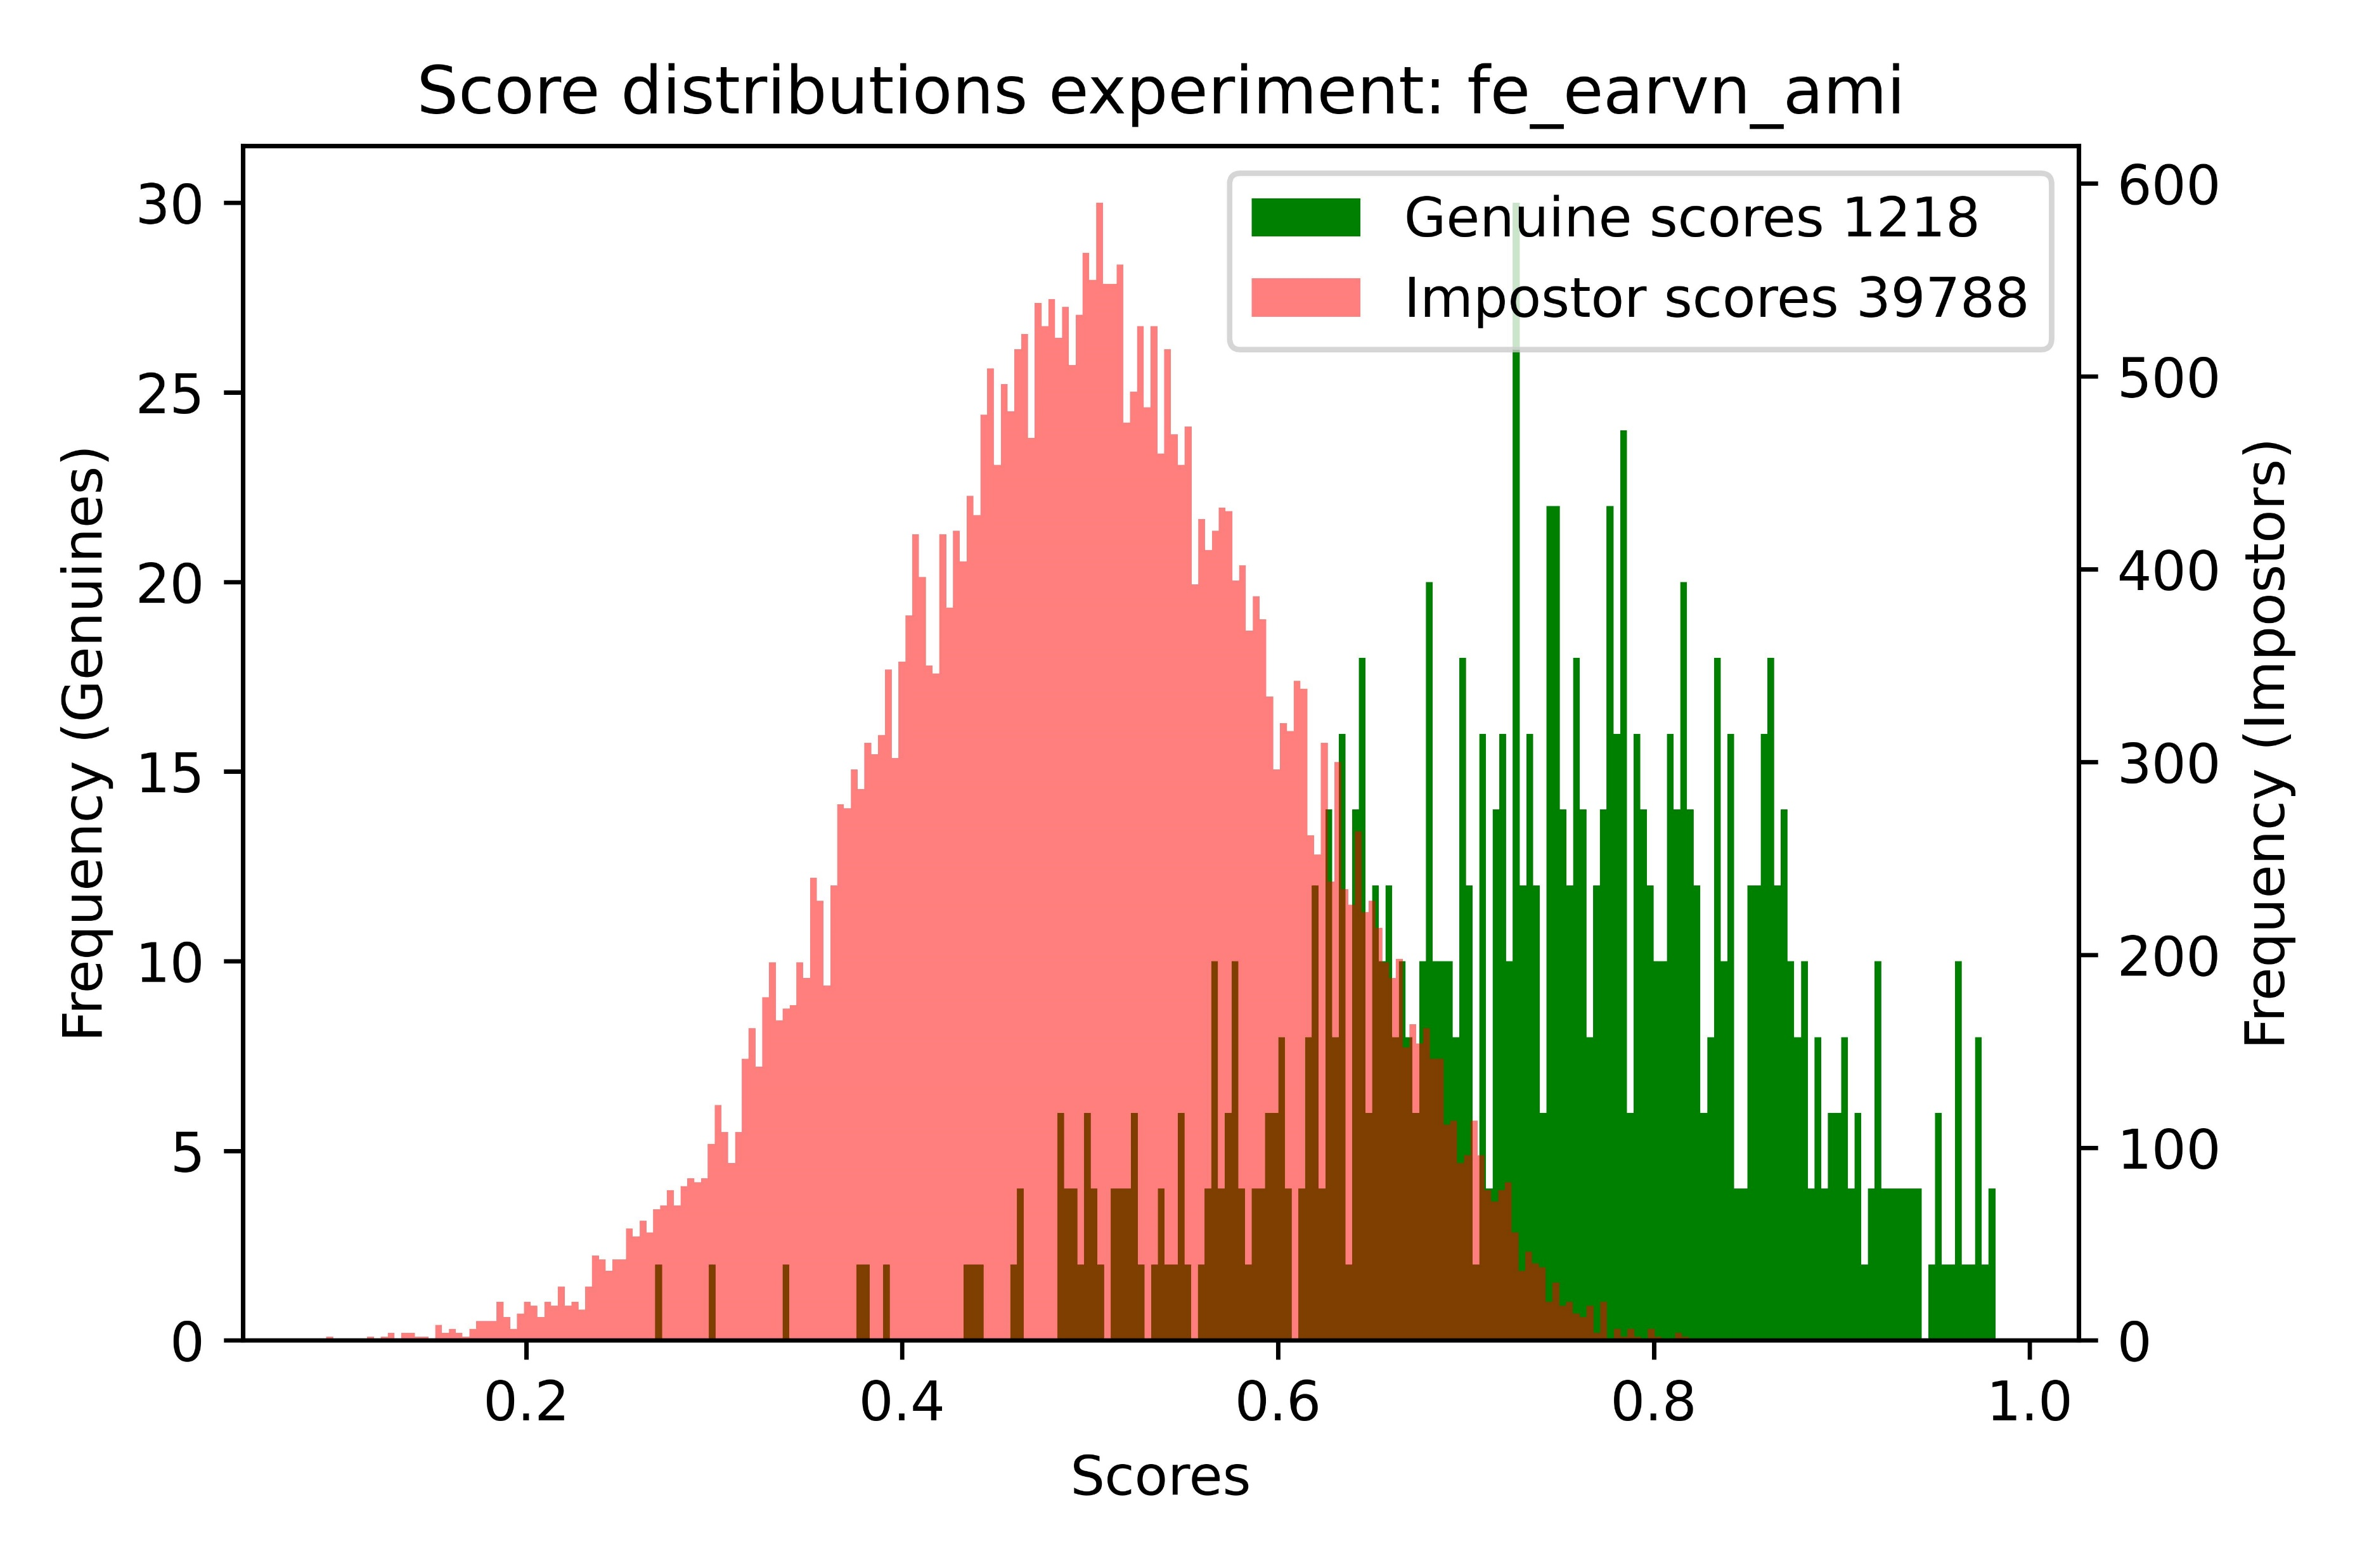 Score distributions experiment: fe_earvn_ami
Genuine scores 1218
Impostor scores 39788
Frequency (Genuines)
30
25
20
15
10
5
0
600
500
400
300
200
100
0
Frequency (Impostors)
0.2 0.4 0.6 0.8 1.0
Scores